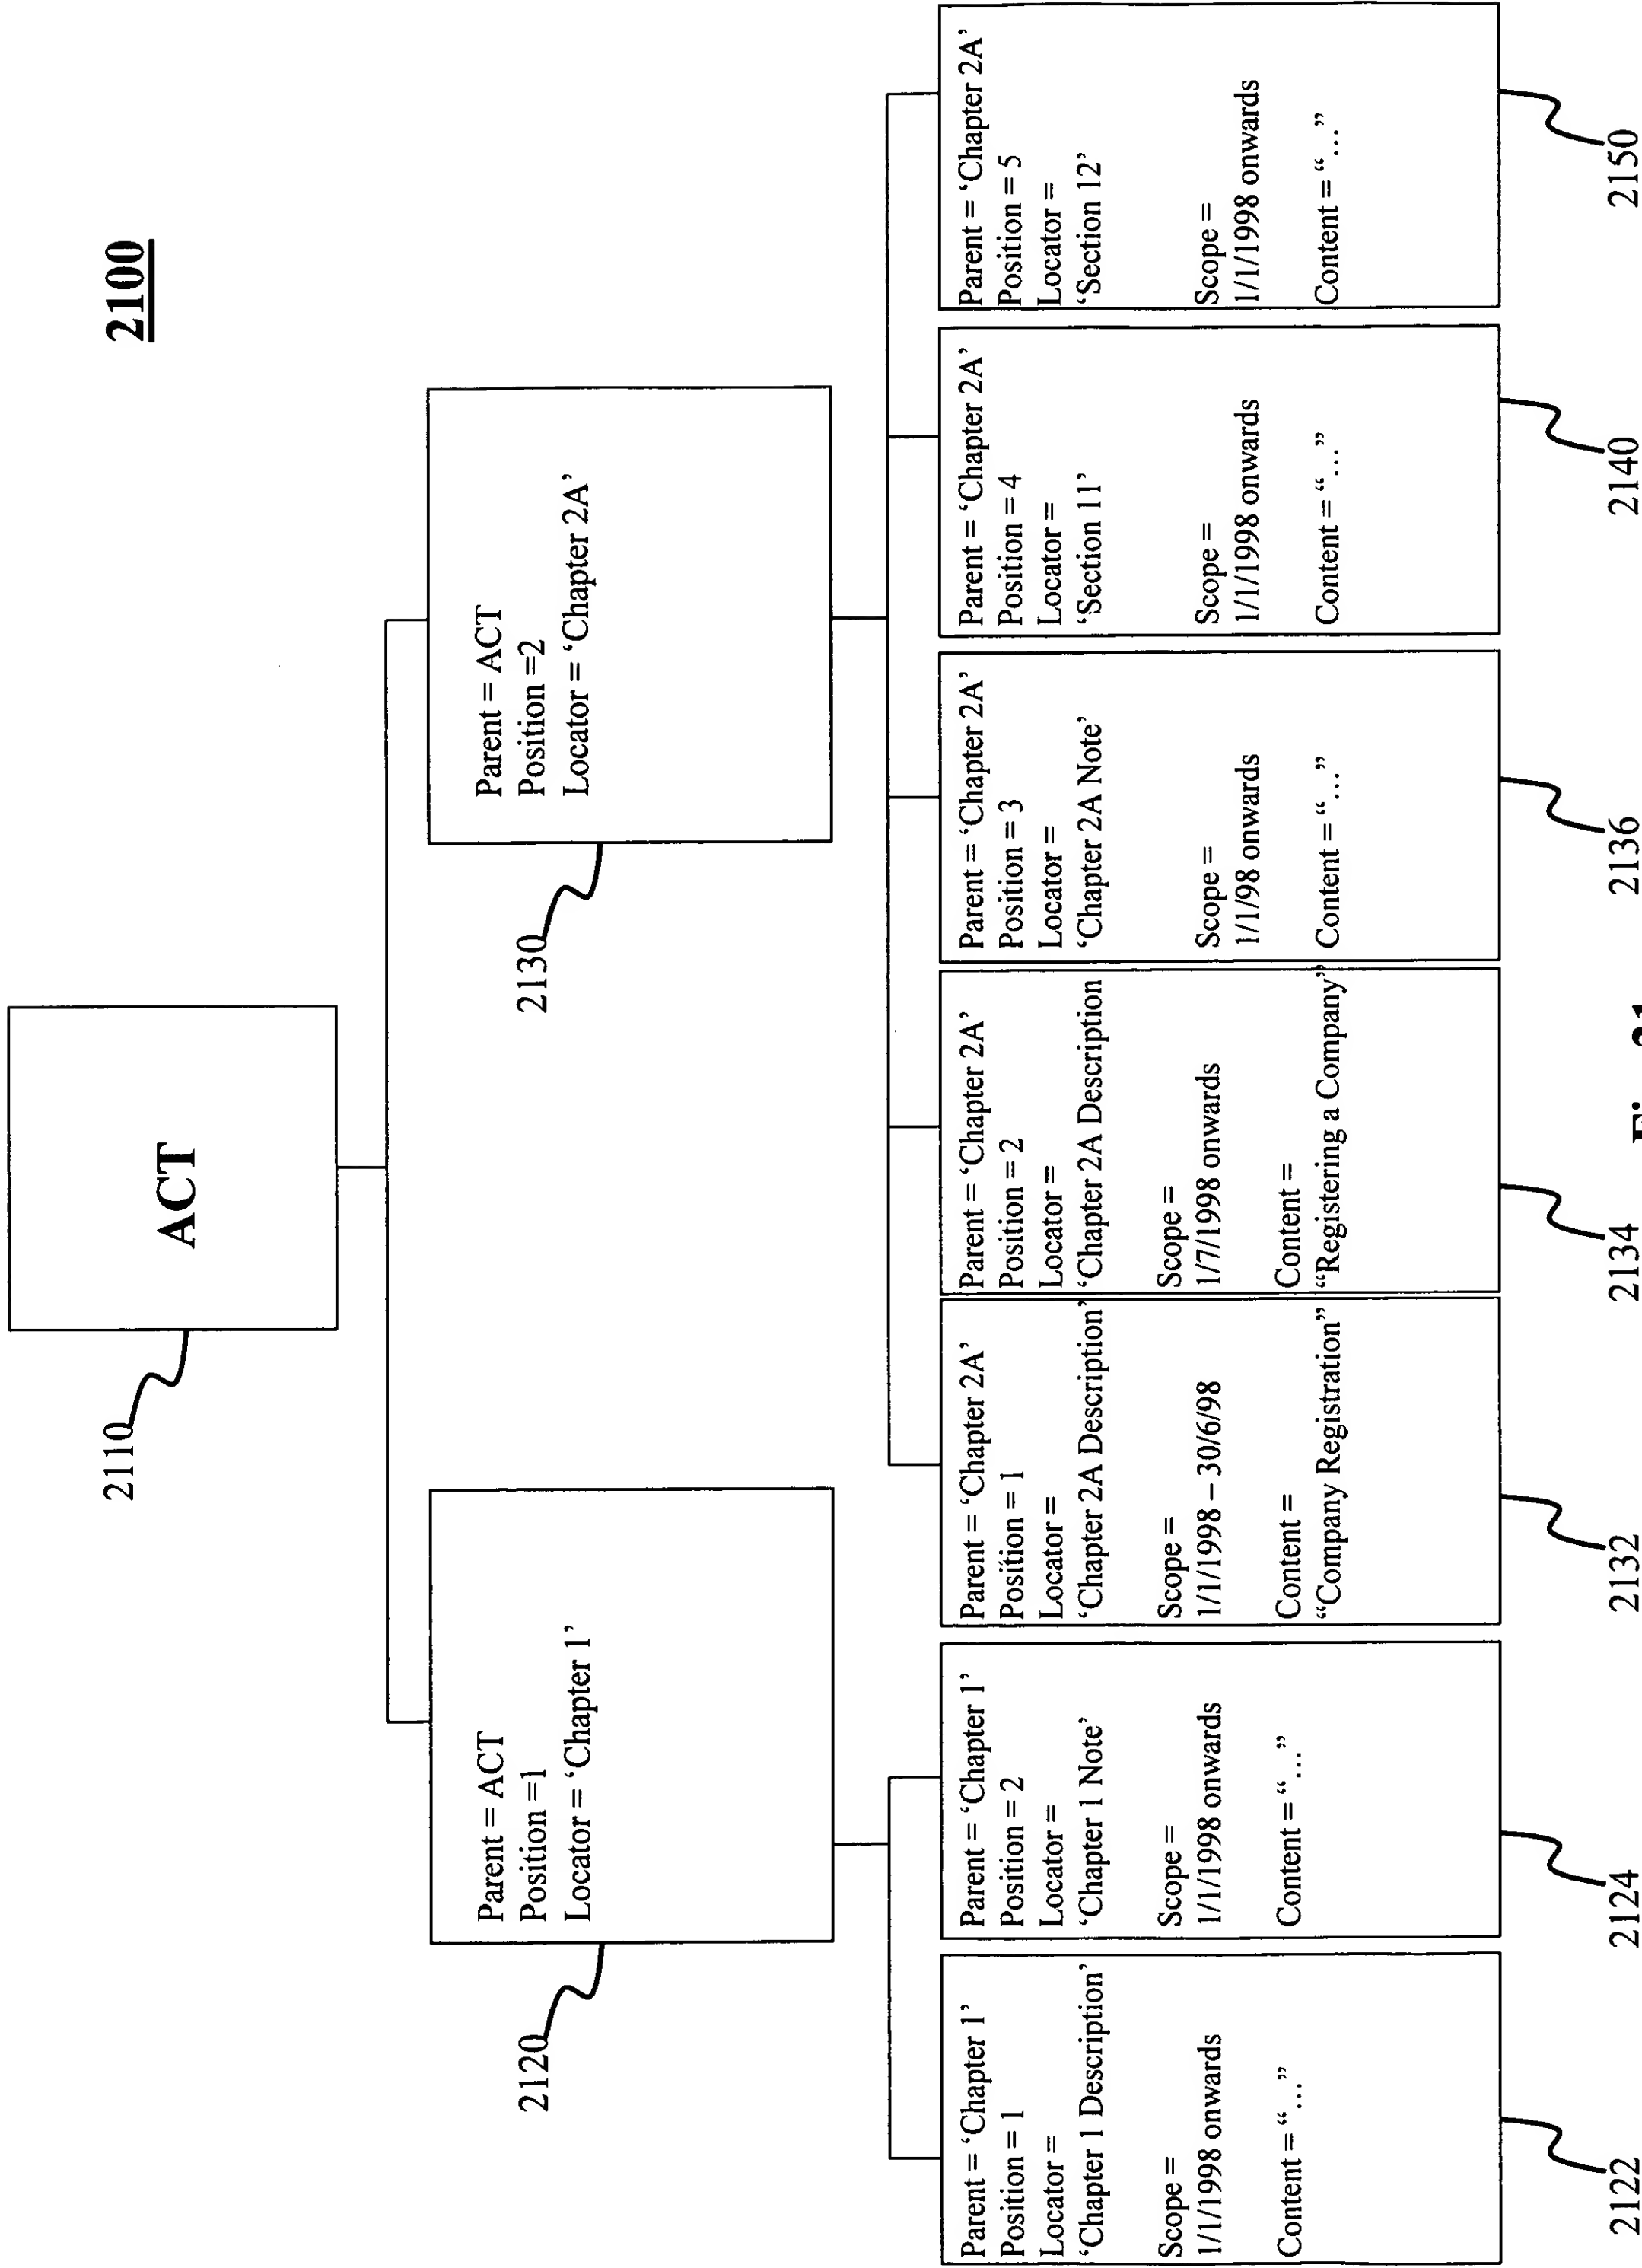 2100
ACT
2110
Parent = ACT
Position =1
Locator = ‘Chapter 1’
2120
Parent = ACT
Position =2
Locator = ‘Chapter 2A’
2130
Parent = ‘Chapter 1’
Position = 1
Locator =
‘Chapter 1 Description’
Scope =
1/1/1998 onwards
Content = “...”
2122
Parent = ‘Chapter 1’
Position = 2
Locator =
‘Chapter 1 Note’
Scope =
1/1/1998 onwards
Content = “...”
2124
Parent = ‘Chapter 2A’
Position = 1
Locator =
‘Chapter 2A Description’
Scope =
1/1/1998 – 30/6/98
Content =
“Company Registration”
2132
Parent = ‘Chapter 2A’
Position = 2
Locator =
‘Chapter 2A Description
Scope =
1/7/1998 onwards
Content =
“Registering a Company”
2134
Parent = ‘Chapter 2A’
Position = 3
Locator =
‘Chapter 2A Note’
Scope =
1/1/98 onwards
Content = “...”
2136
Parent = ‘Chapter 2A’
Position = 4
Locator =
‘Section 11’
Scope =
1/1/1998 onwards
Content = “...”
2140
Parent = ‘Chapter 2A’
Position = 5
Locator =
‘Section 12’
Scope =
1/1/1998 onwards
Content = “...”
2150